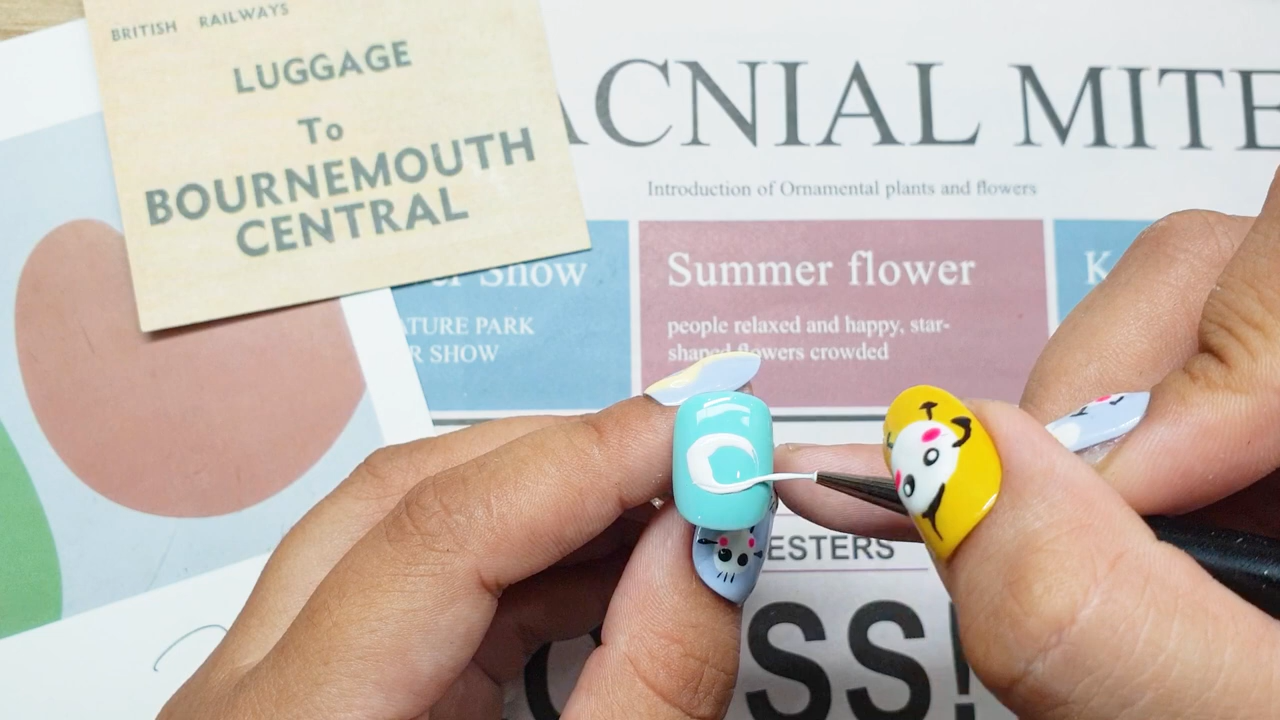 BRITISH RAILWAYS
LUGGAGE
To
BOURNEMOUTH
CENTRAL
ACNIAL MITE
Introduction of Ornamental plants and flowers
Show
ATURE PARK
R SHOW
Summer flower
people relaxed and happy, star-
shaped flowers crowded
K
ESTERS
SS!